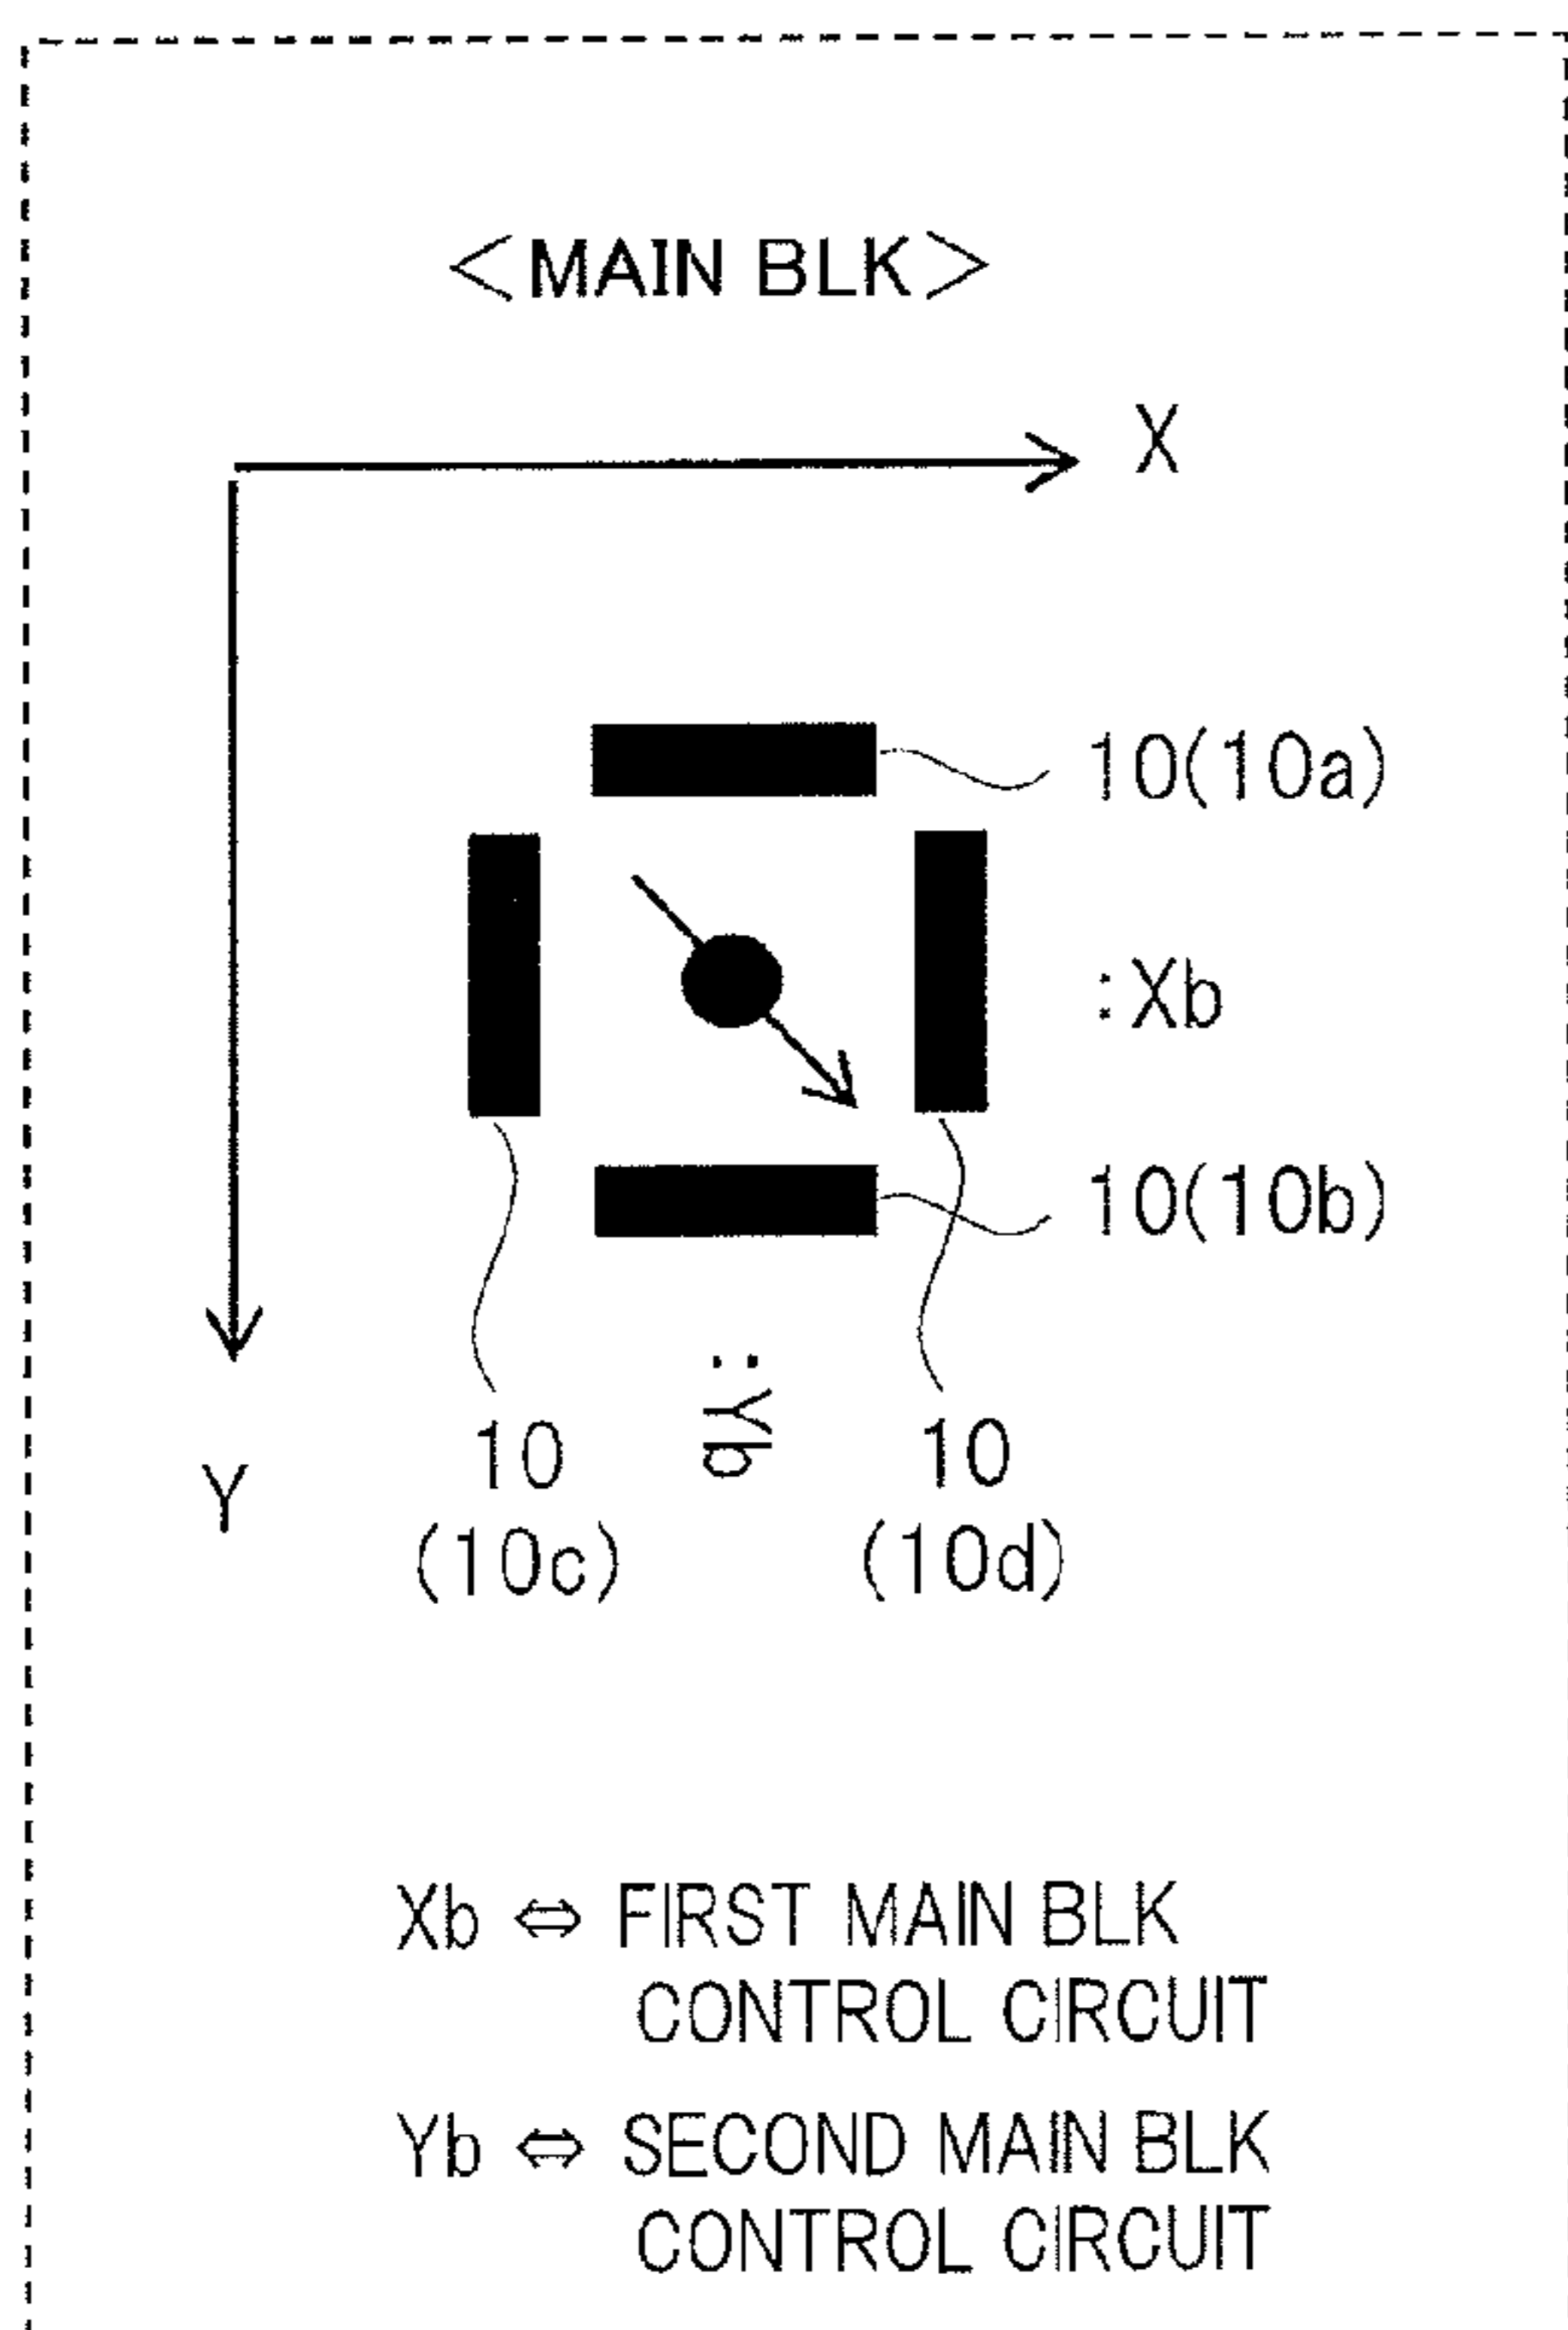 <MAIN BLK>
X
10(10a)
:Xb
10(10b)
:Yb
10
(10c)
10
(10d)
Y
Xb ⇔ FIRST MAIN BLK
CONTROL CIRCUIT
Yb ⇔ SECOND MAIN BLK
CONTROL CIRCUIT